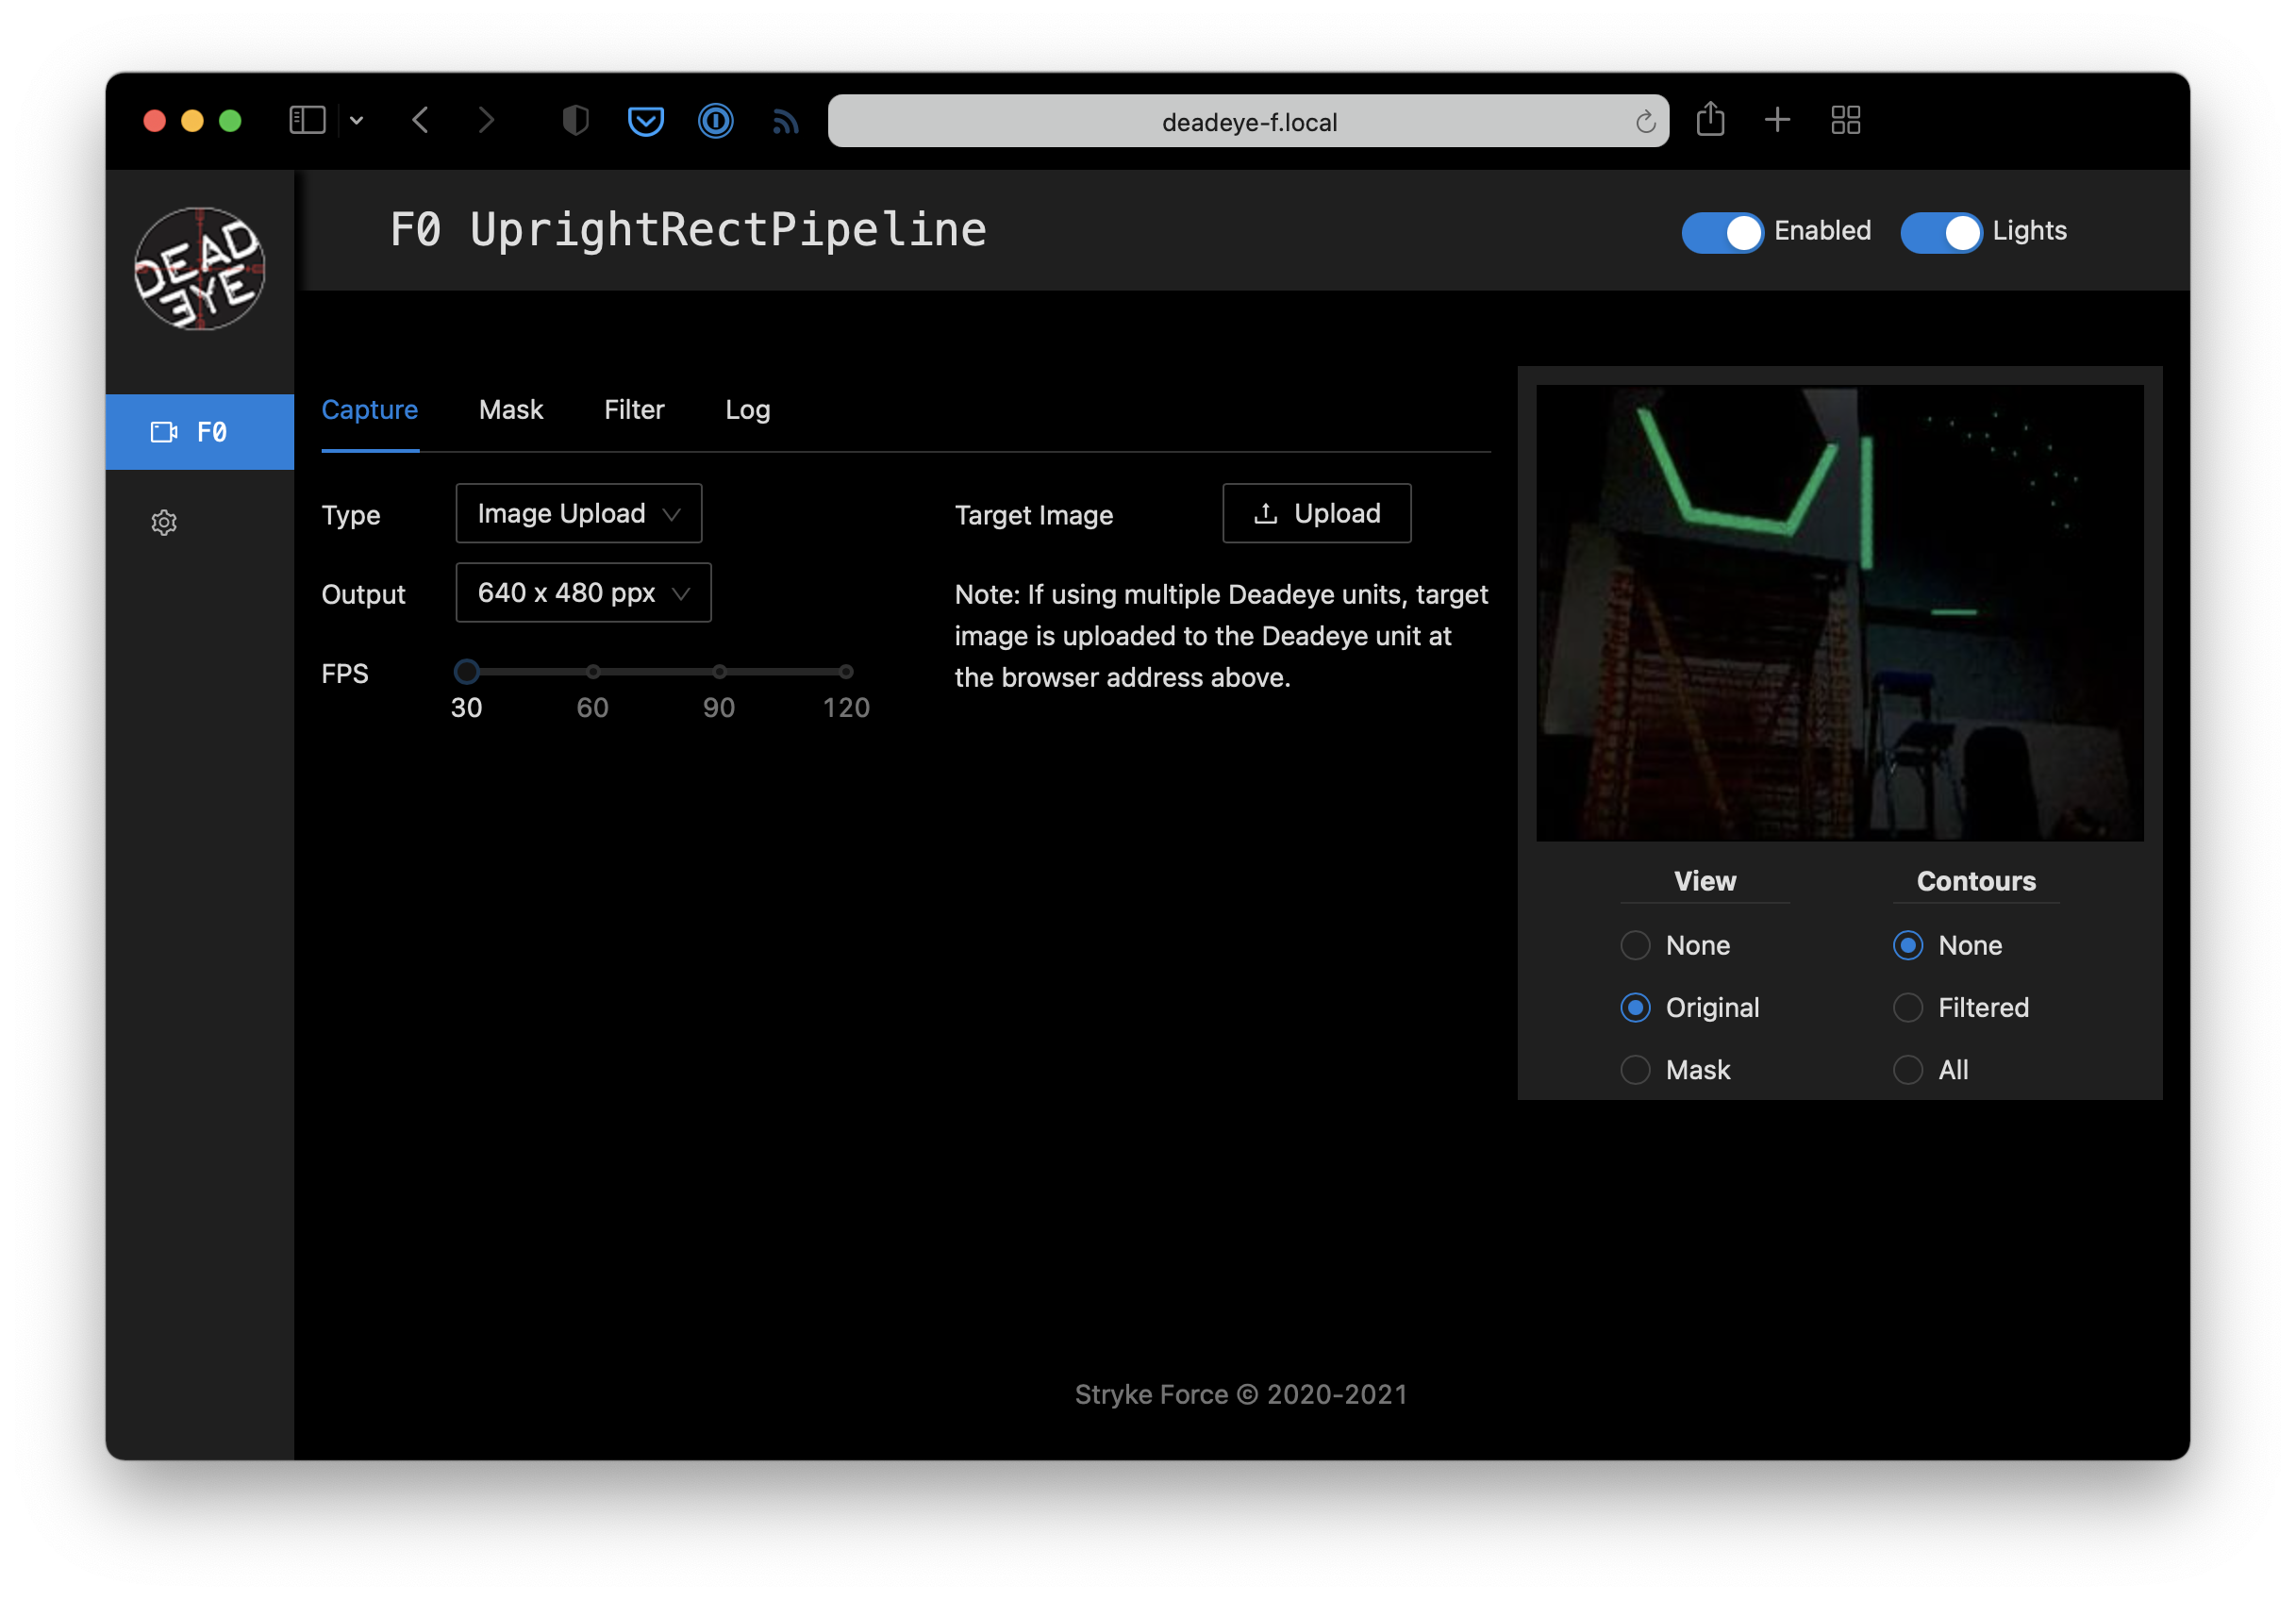 deadeye-f.local
DEAD
EYE
F0 UprightRectPipeline
Enabled
Lights
F0
Capture
Mask
Filter
Log
Type
Image Upload
Target Image
Upload
Output
640 x 480 ppx
Note: If using multiple Deadeye units, target
image is uploaded to the Deadeye unit at
the browser address above.
FPS
30
60
90
120
View
Contours
None
None
Original
Filtered
Mask
All
Stryke Force © 2020-2021